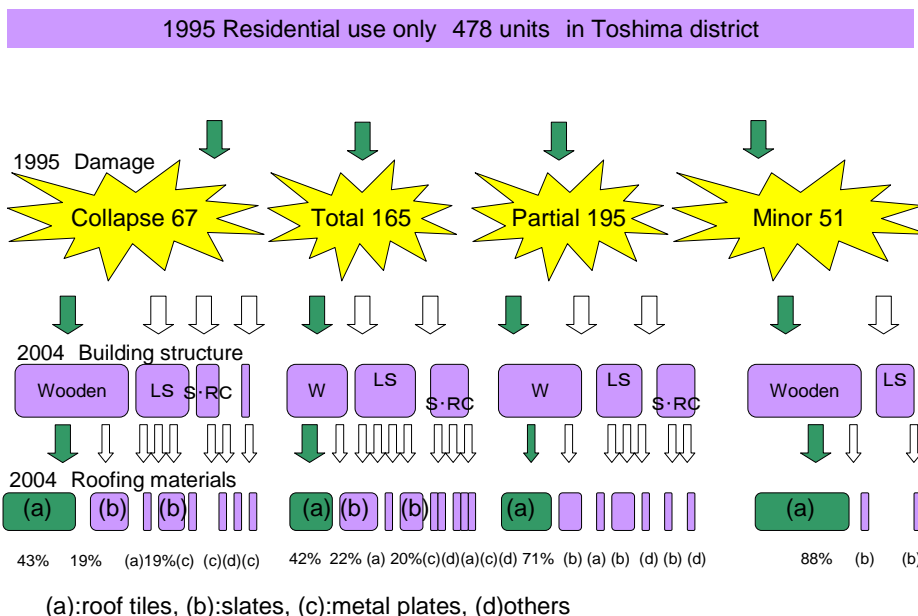 1995 Residential use only 478 units in Toshima district
1995 Damage
Collapse 67 Total 165 Partial 195 Minor 51
2004 Building structure
Wooden LS S・RC W LS S・RC W LS S・RC Wooden LS
2004 Roofing materials
(a) (b) (b) (a) (b) (b) (a) (a)
43% 19% (a)19%(c) (c)(d)(c) 42% 22% (a) 20%(c)(d)(a)(c)(d) 71% (b) (a) (b) (d) (b) (d) 88% (b) (b)
(a):roof tiles, (b):slates, (c):metal plates, (d)others